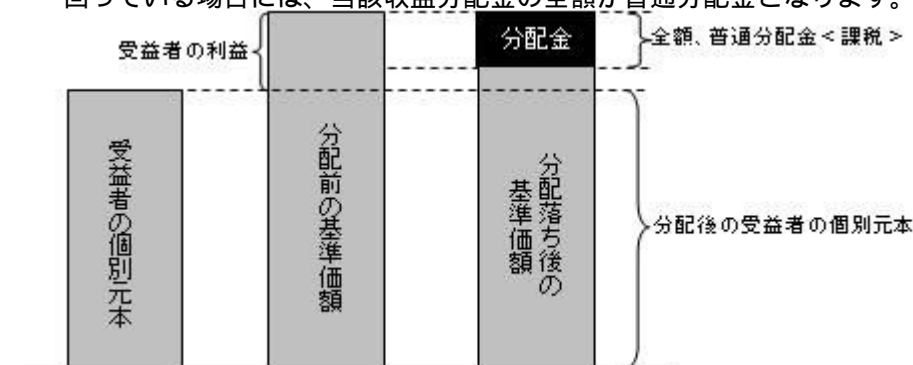 回っている場合には、当該収益分配金の全額が普通分配金となります。
受益者の利益
分配金
全額、普通分配金＜課税＞
受益者の個別元本
分配前の基準価額
分配落ち後の
基準価額
分配後の受益者の個別元本